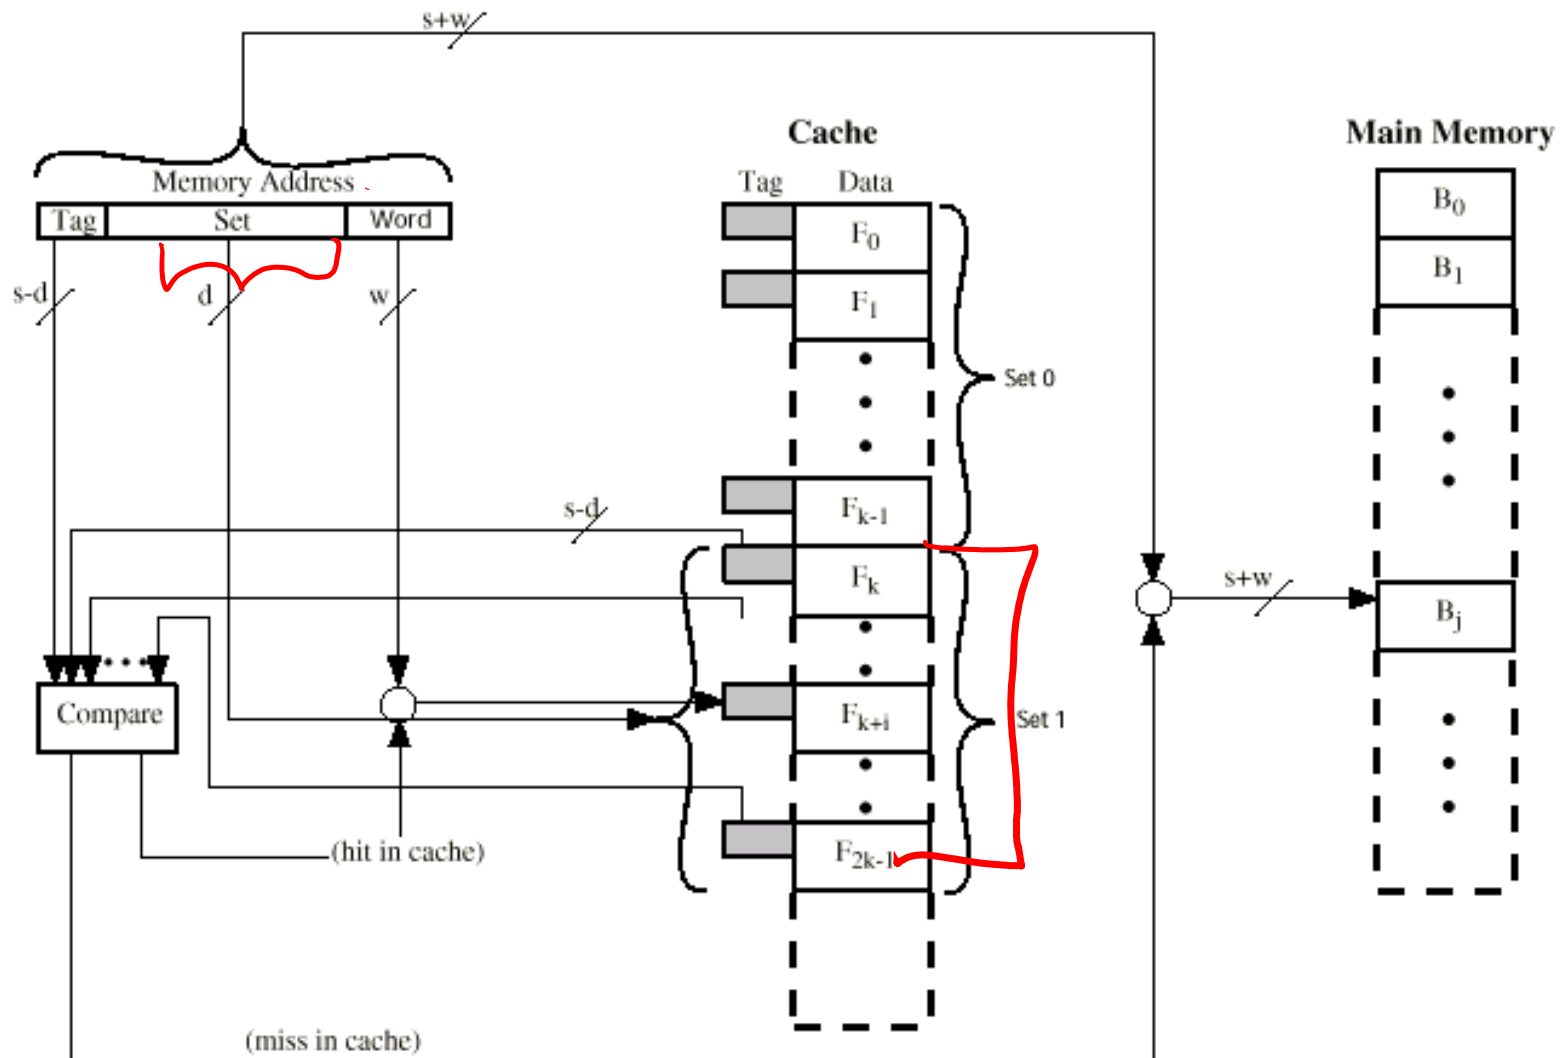 s+w
Cache
Main Memory
Memory Address
Tag Data
Tag Set Word
F0
B0
F1
B1
s-d
d
w
Set 0
s-d
Fk-1
Fk
s+w
Bj
Compare
Fk+i
Set 1
(hit in cache)
F2k-1
(miss in cache)